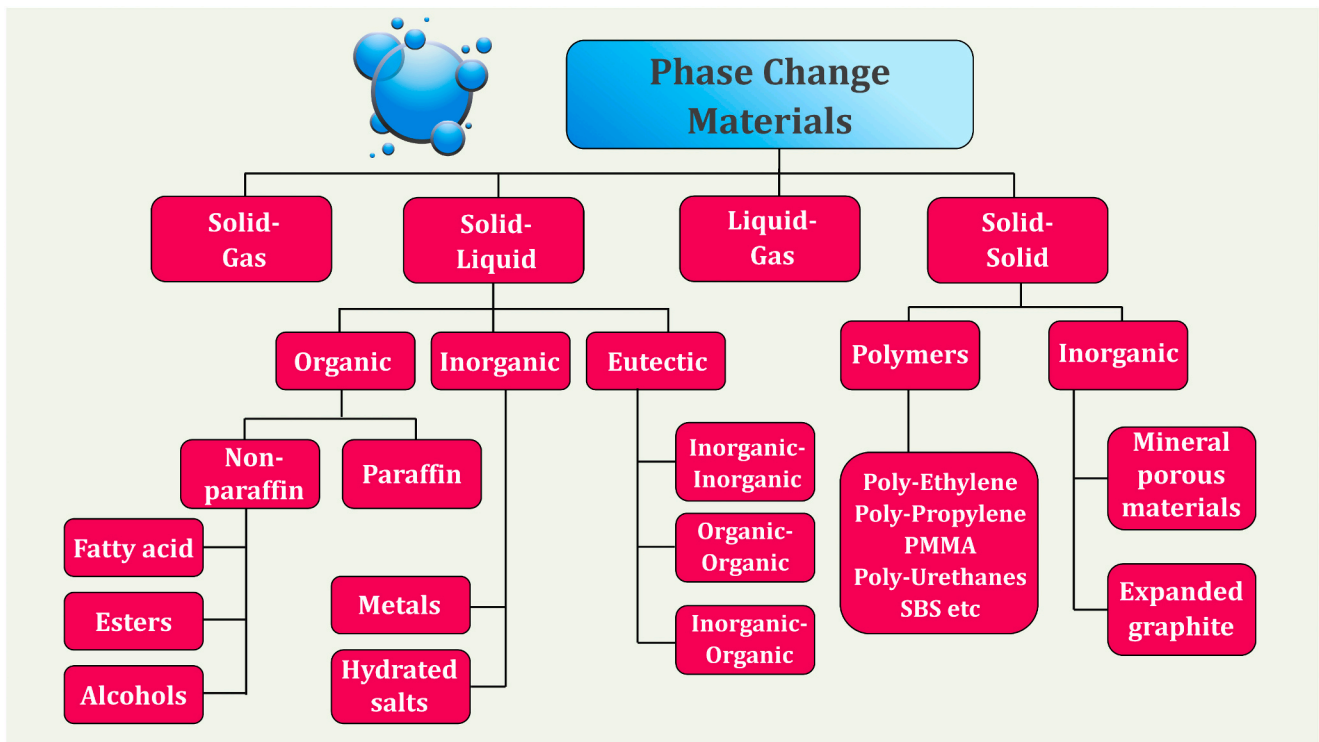 Phase Change
Materials
Solid-
Gas
Solid-
Liquid
Liquid-
Gas
Solid-
Solid
Organic
Inorganic
Eutectic
Polymers
Inorganic
Non-
paraffin
Paraffin
Fatty acid
Esters
Alcohols
Metals
Hydrated
salts
Inorganic-
Inorganic
Organic-
Organic
Inorganic-
Organic
Poly-Ethylene
Poly-Propylene
PMMA
Poly-Urethanes
SBS etc
Mineral
porous
materials
Expanded
graphite